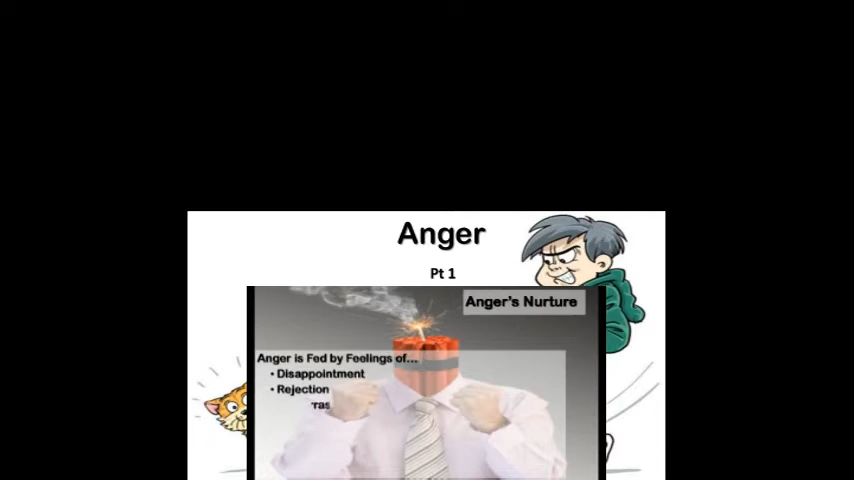 Anger
Pt 1
Anger's Nurture
Anger is Fed by Feelings of...
• Disappointment
• Rejection